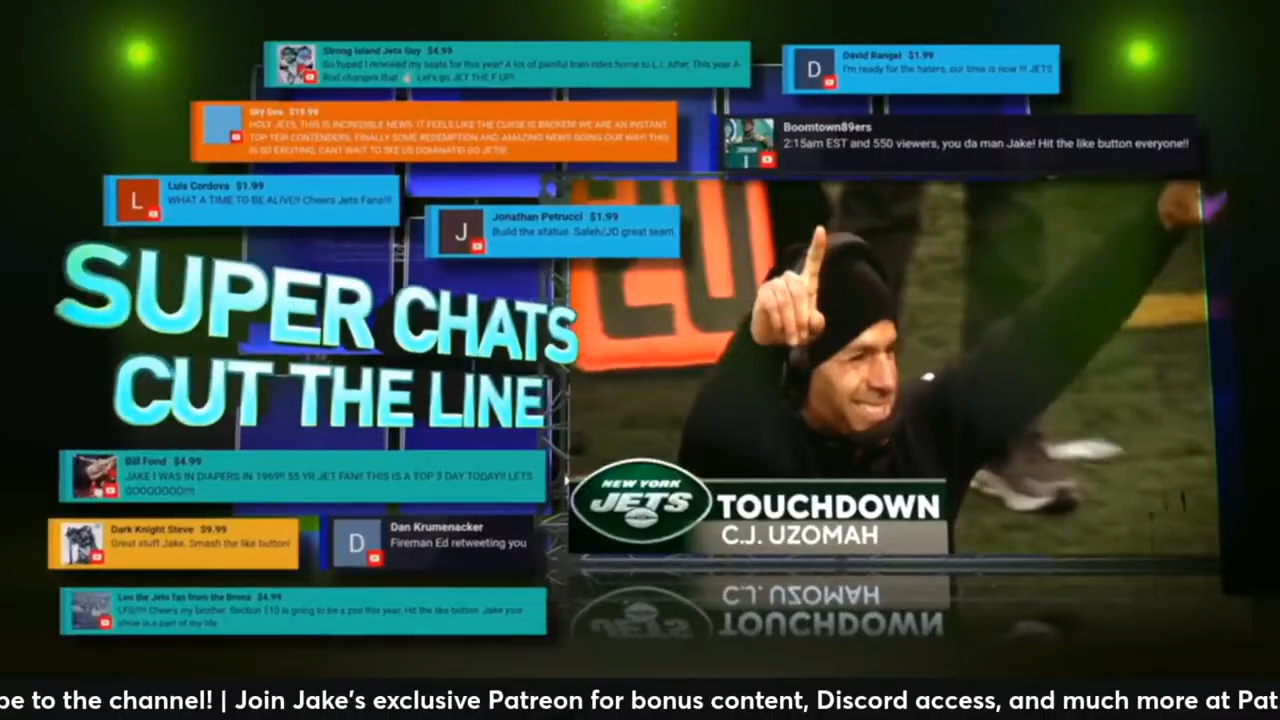 Strong Island Jets Guy $4.99
So hyped I renewed my seats for this year! A lot of painful train rides home to L.I. After. This year A-
Rod changes that Let's go JET THE F UP!
David Rangel $1.99
D
I'm ready for the haters, our time is now !!! JETS
Sky Seu $19.99
HOLY JETS, THIS IS INCREDIBLE NEWS. IT FEELS LIKE THE CURSE IS BROKEN! WE ARE AN INSTANT
TOP TEIR CONTENDERS. FINALLY SOME REDEMPTION AND AMAZING NEWS GOING OUR WAY! THIS
IS SO EXCITING, CANT WAIT TO SEE US DOMINATE! GO JETS!
Boomtown89ers
2:15am EST and 550 viewers, you da man Jake! Hit the like button everyone!!
Luis Cordova $1.99
L
WHAT A TIME TO BE ALIVE!! Cheers Jets Fans!!!
Jonathan Petrucci $1.99
J
Build the statue. Saleh/JD great team.
SUPER CHATS
CUT THE LINE
Bill Fond $4.99
JAKE I WAS IN DIAPERS IN 1969!! 55 YR JET FAN!! THIS IS A TOP 3 DAY TODAY!! LETS
GOOOOOOO!!!
Dark Knight Steve $9.99
Great stuff Jake. Smash the like button!
Dan Krumenacker
D
Fireman Ed retweeting you
Leo the Jets fan from the Bronx $4.99
LFG!!! Cheers my brother. Section 110 is going to be a zoo this year. Hit the like button. Jake your
show is a part of my life
NEW YORK
JETS
TOUCHDOWN
C.J. UZOMAH
C.J. UZOMAH
TOUCHDOWN
pe to the channel! | Join Jake's exclusive Patreon for bonus content, Discord access, and much more at Pat